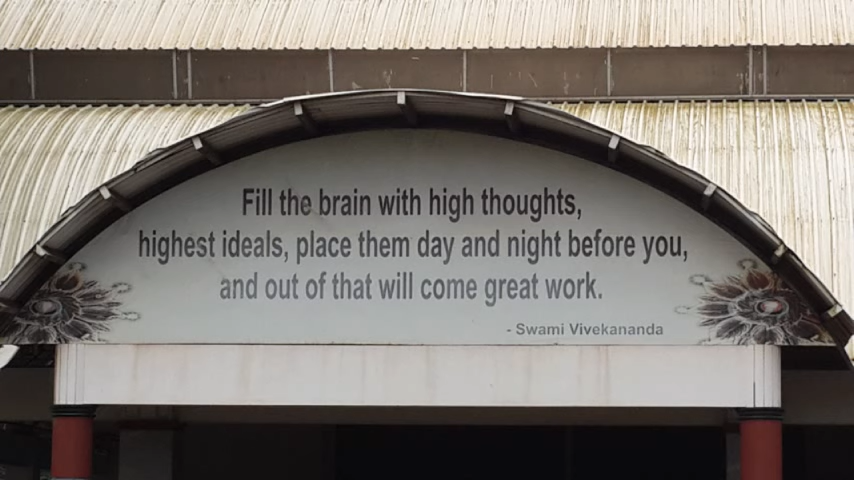 Fill the brain with high thoughts,
highest ideals, place them day and night before you,
and out of that will come great work.
- Swami Vivekananda